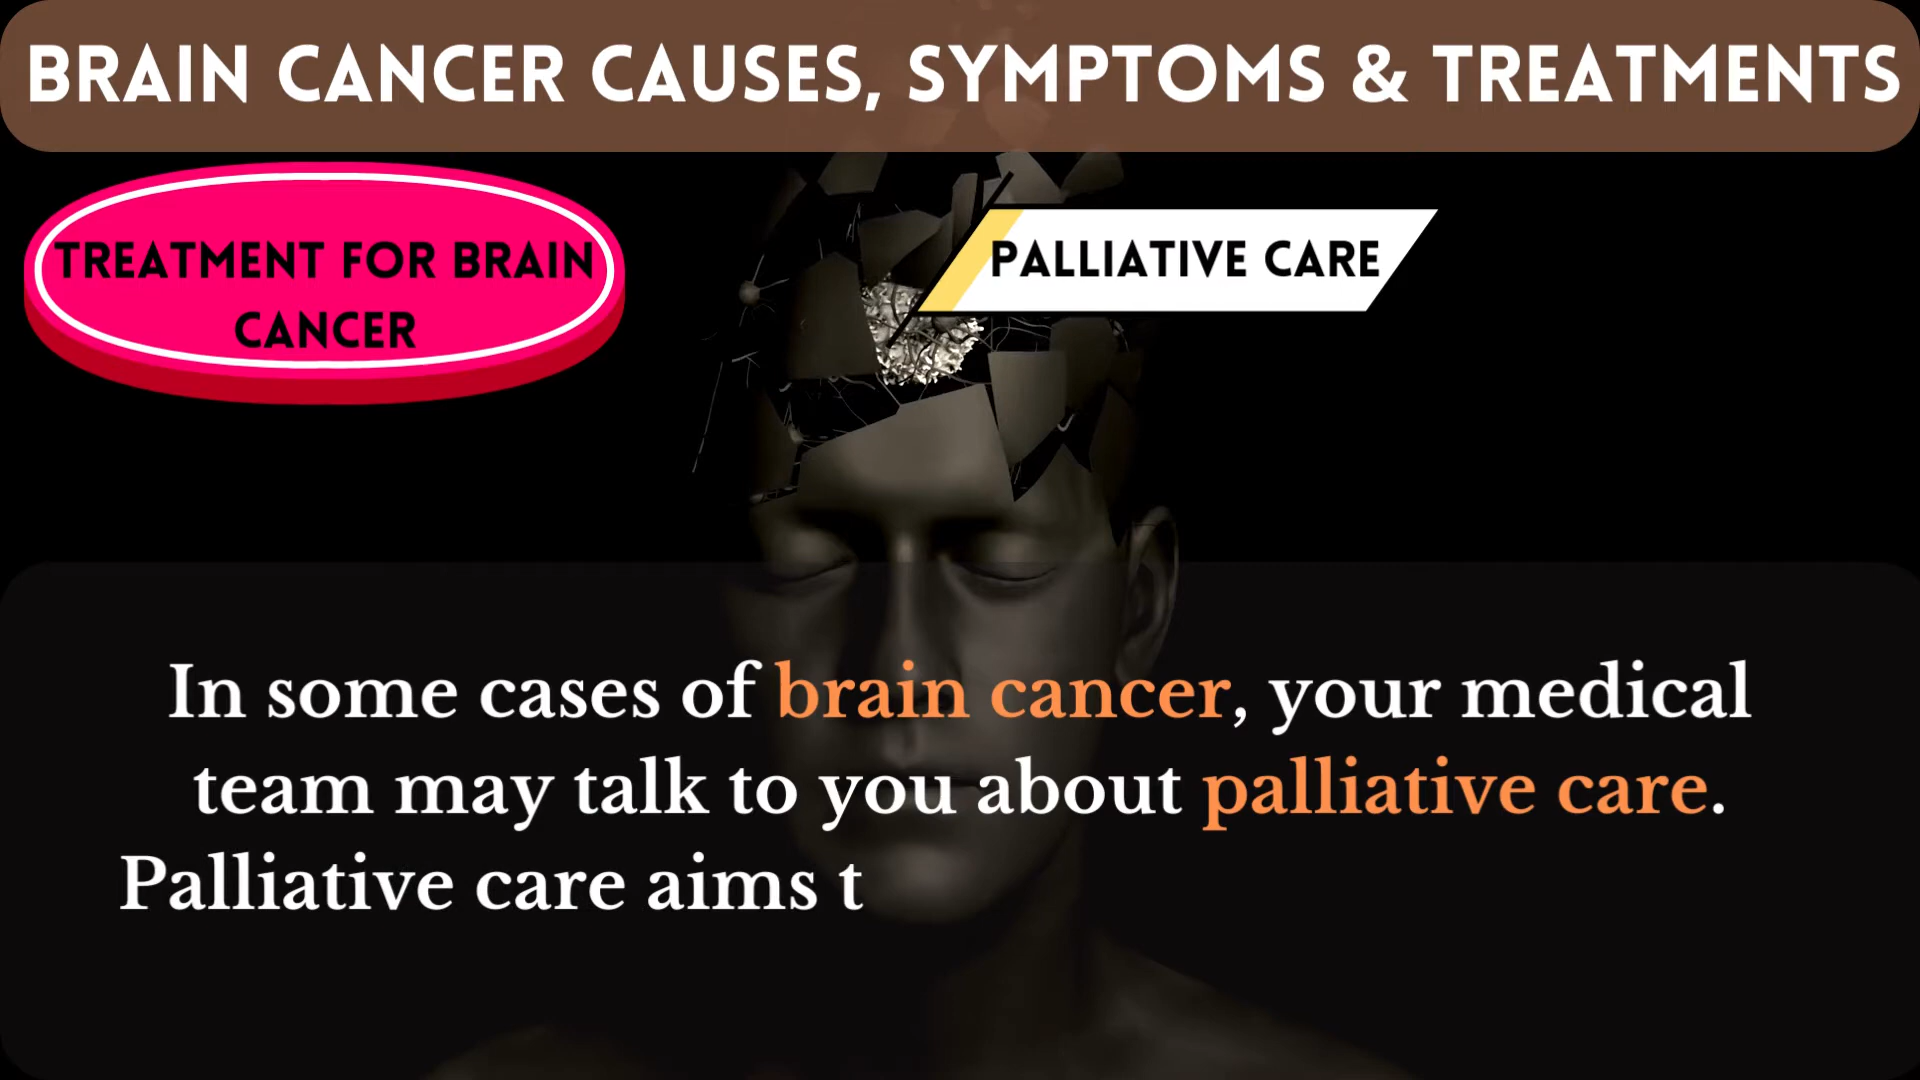 BRAIN CANCER CAUSES, SYMPTOMS & TREATMENTS
TREATMENT FOR BRAIN
CANCER
PALLIATIVE CARE
In some cases of brain cancer, your medical
team may talk to you about palliative care.
Palliative care aims t